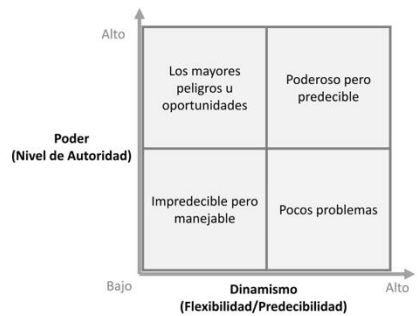 Alto
Los mayores
peligros u
oportunidades
Poderoso pero
predecible
Poder
(Nivel de Autoridad)
Impredecible pero
manejable
Pocos problemas
Bajo
Dinamismo
(Flexibilidad/Predecibilidad)
Alto